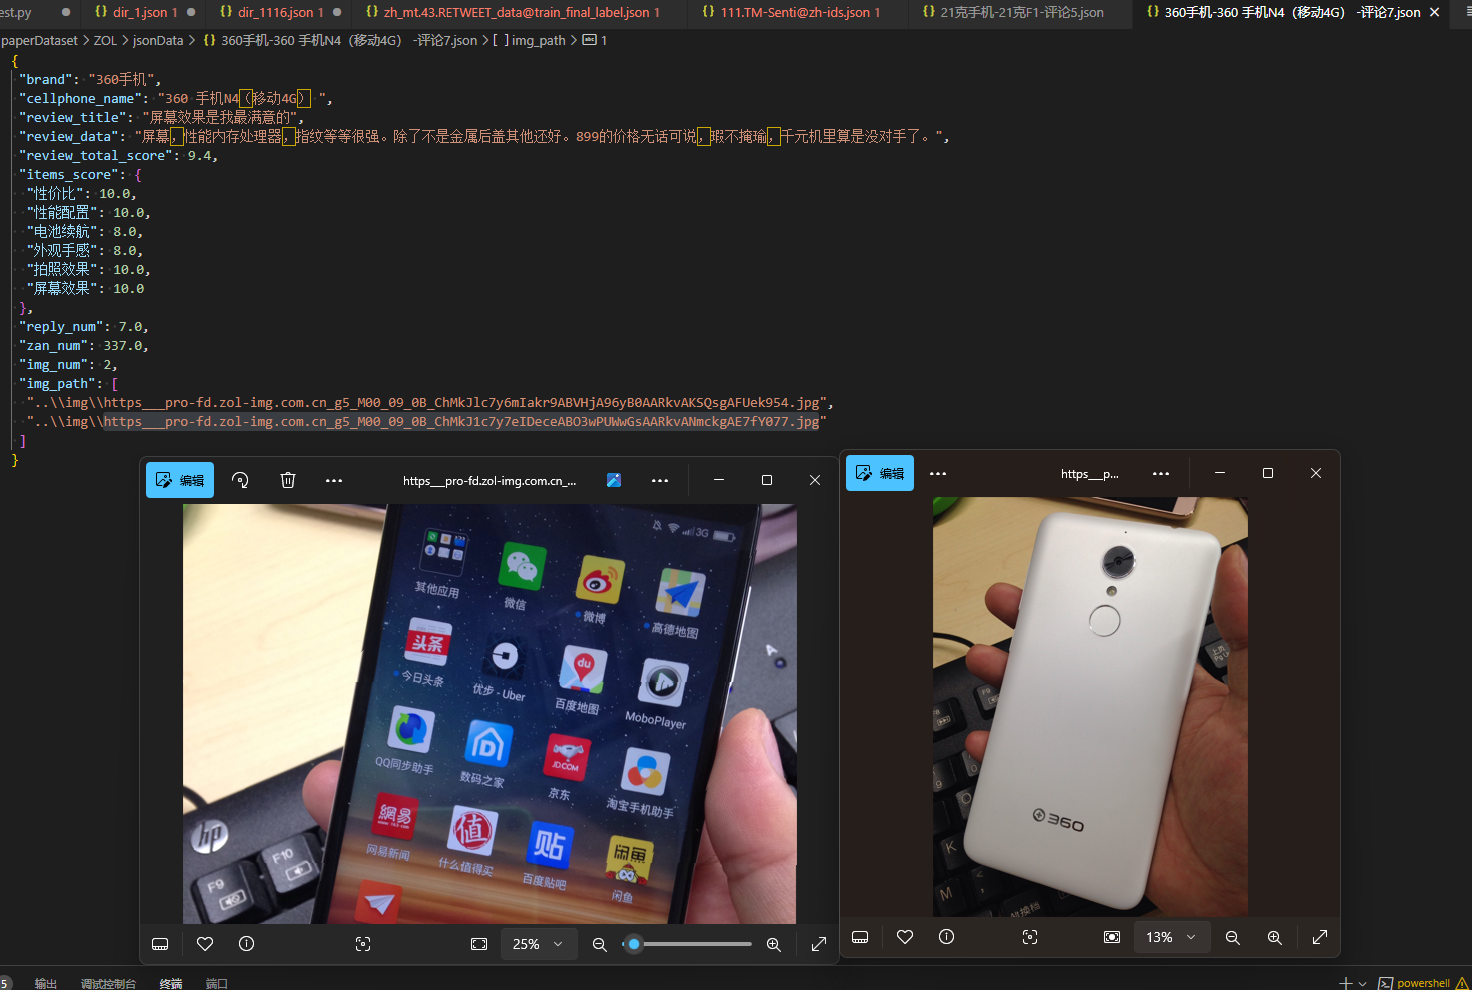 est.py
{} dir_1.json 1
{} dir_1116.json 1
{} zh_mt.43.RETWEET_data@train_final_label.json 1
{} 111.TM-Senti@zh-ids.json 1
{} 21克手机-21克F1-评论5.json
{} 360手机-360 手机N4（移动4G） -评论7.json
paperDataset > ZOL > jsonData > {} 360手机-360 手机N4（移动4G） -评论7.json > [ ] img_path > abc 1
{
"brand": "360手机",
"cellphone_name": "360 手机N4（移动4G） ",
"review_title": "屏幕效果是我最满意的",
"review_data": "屏幕，性能内存处理器，指纹等等很强。除了不是金属后盖其他还好。899的价格无话可说，瑕不掩瑜，千元机里算是没对手了。",
"review_total_score": 9.4,
"items_score": {
"性价比": 10.0,
"性能配置": 10.0,
"电池续航": 8.0,
"外观手感": 8.0,
"拍照效果": 10.0,
"屏幕效果": 10.0
},
"reply_num": 7.0,
"zan_num": 337.0,
"img_num": 2,
"img_path": [
"..\\img\\https___pro-fd.zol-img.com.cn_g5_M00_09_0B_ChMkJlc7y6mIakr9ABVHjA96yB0AARkvAKSQsgAFUek954.jpg",
"..\\img\\https___pro-fd.zol-img.com.cn_g5_M00_09_0B_ChMkJ1c7y7eIDeceABO3wPUWwGsAARkvANmckgAE7fY077.jpg"
]
}
编辑
https___pro-fd.zol-img.com.cn_...
编辑
https___p...
3G
其他应用
微信
微博
高德地图
头条
今日头条
优步 - Uber
du
百度地图
MoboPlayer
QQ同步助手
数码之家
JD.COM
京东
淘宝手机助手
網易
网易新闻
值
什么值得买
贴
百度贴吧
闲鱼
闲鱼
hp
F9
F10
A
360
F9
K
M
25%
13%
5
输出
调试控制台
终端
端口
powershell